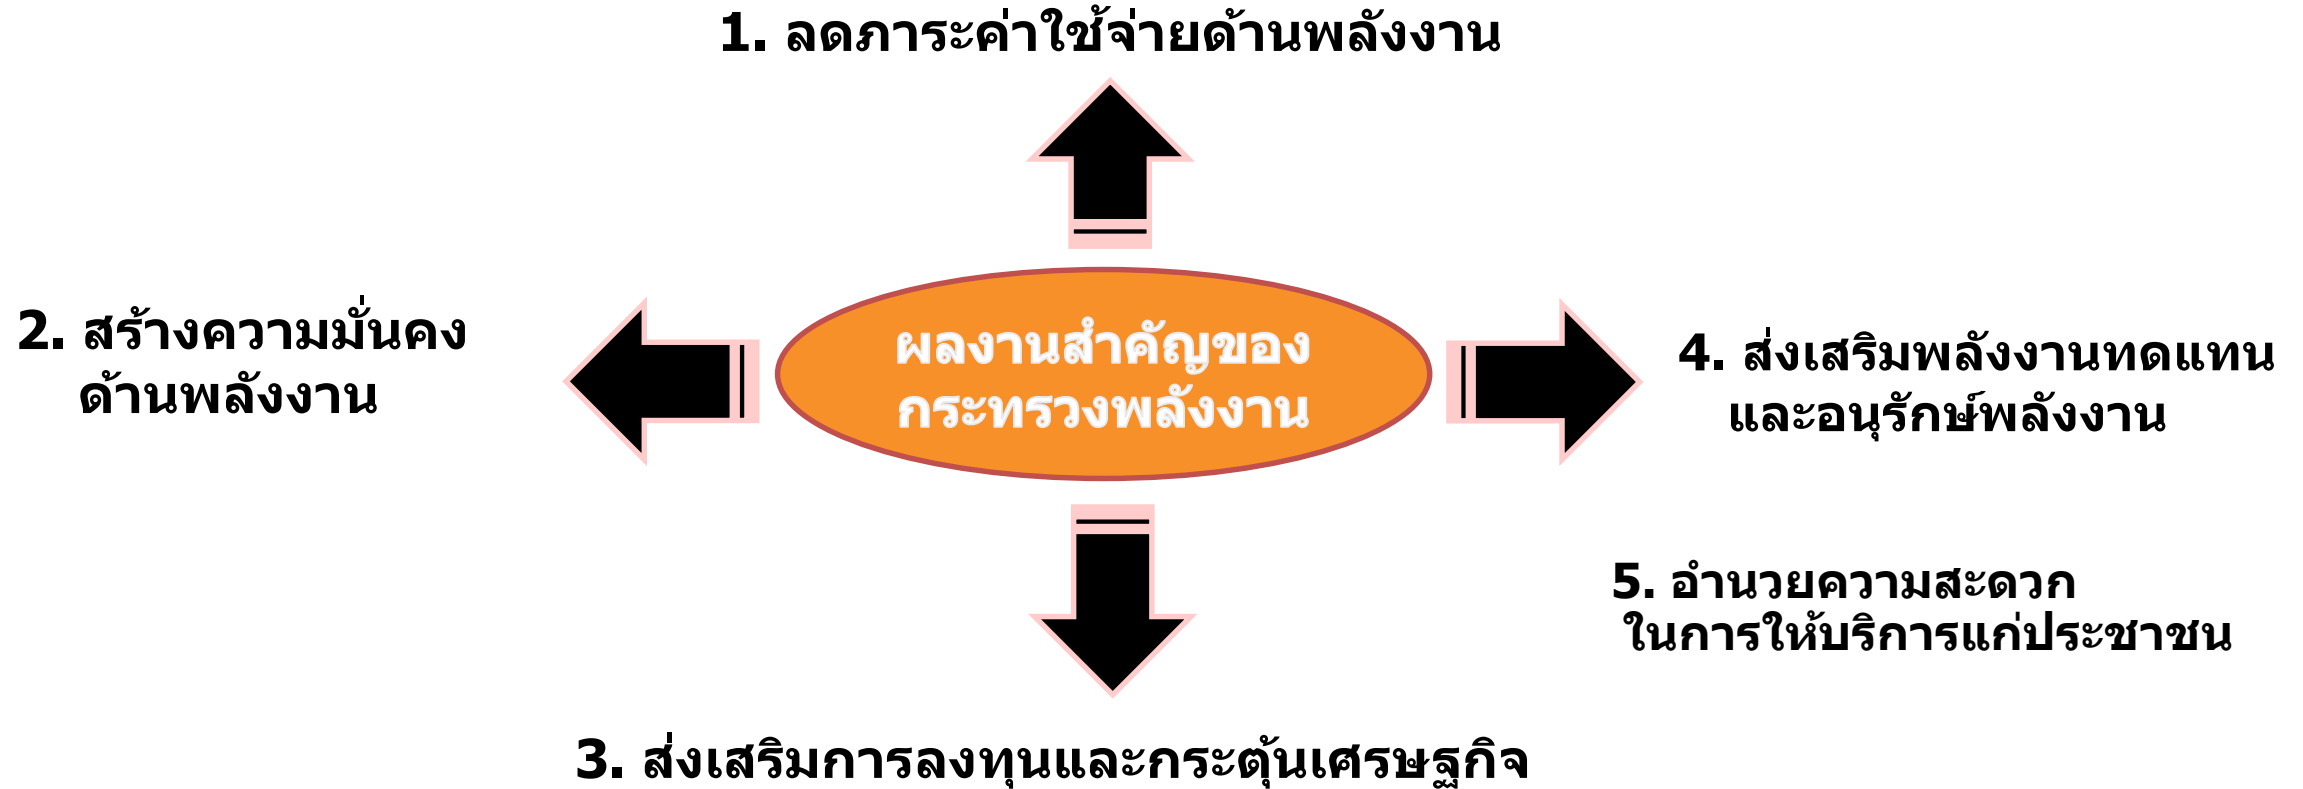 1. ลดภาระค่าใช้จ่ายด้านพลังงาน
2. สร้างความมั่นคง
ด้านพลังงาน
ผลงานสำคัญของ
กระทรวงพลังงาน
4. ส่งเสริมพลังงานทดแทน
และอนุรักษ์พลังงาน
5. อำนวยความสะดวก
ในการให้บริการแก่ประชาชน
3. ส่งเสริมการลงทุนและกระตุ้นเศรษฐกิจ